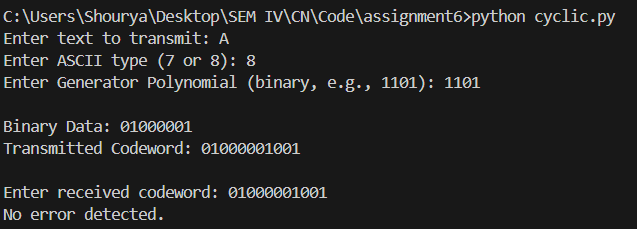 C:\Users\Shourya\Desktop\SEM IV\CN\Code\assignment6>python cyclic.py
Enter text to transmit: A
Enter ASCII type (7 or 8): 8
Enter Generator Polynomial (binary, e.g., 1101): 1101
Binary Data: 01000001
Transmitted Codeword: 01000001001
Enter received codeword: 01000001001
No error detected.